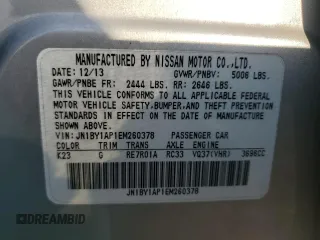 MANUFACTURED BY NISSAN MOTOR CO.,LTD.
DATE: 12/13 GVWR/PNBV: 5006 LBS.
GAWR/PNBE FR: 2444 LBS. RR: 2646 LBS.
THIS VEHICLE CONFORMS TO ALL APPLICABLE FEDERAL
MOTOR VEHICLE SAFETY,BUMPER,AND THEFT PREVENTION
STANDARDS IN EFFECT ON THE DATE OF MANUFACTURE
SHOWN ABOVE.
VIN: JN1BY1AP1EM260378 PASSENGER CAR
COLOR TRIM TRANS AXLE ENGINE
K23 G RE7R01A RC33 VQ37(VHR) 3696CC
JN1BY1AP1EM260378
DREAMBID